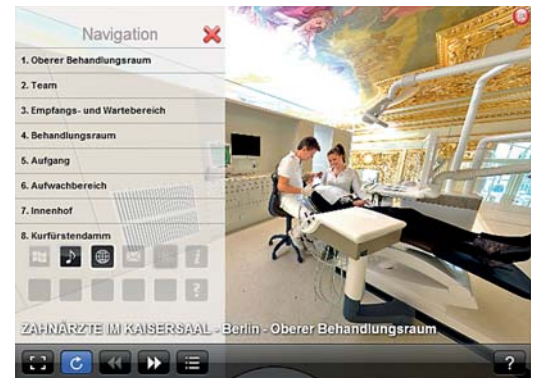 Navigation
1. Oberer Behandlungsraum
2. Team
3. Empfangs- und Wartebereich
4. Behandlungsraum
5. Aufgang
6. Aufwachbereich
7. Innenhof
8. Kurfürstendamm
i
?
ZAHNÄRZTE IM KAISERSAAL - Berlin - Oberer Behandlungsraum
?